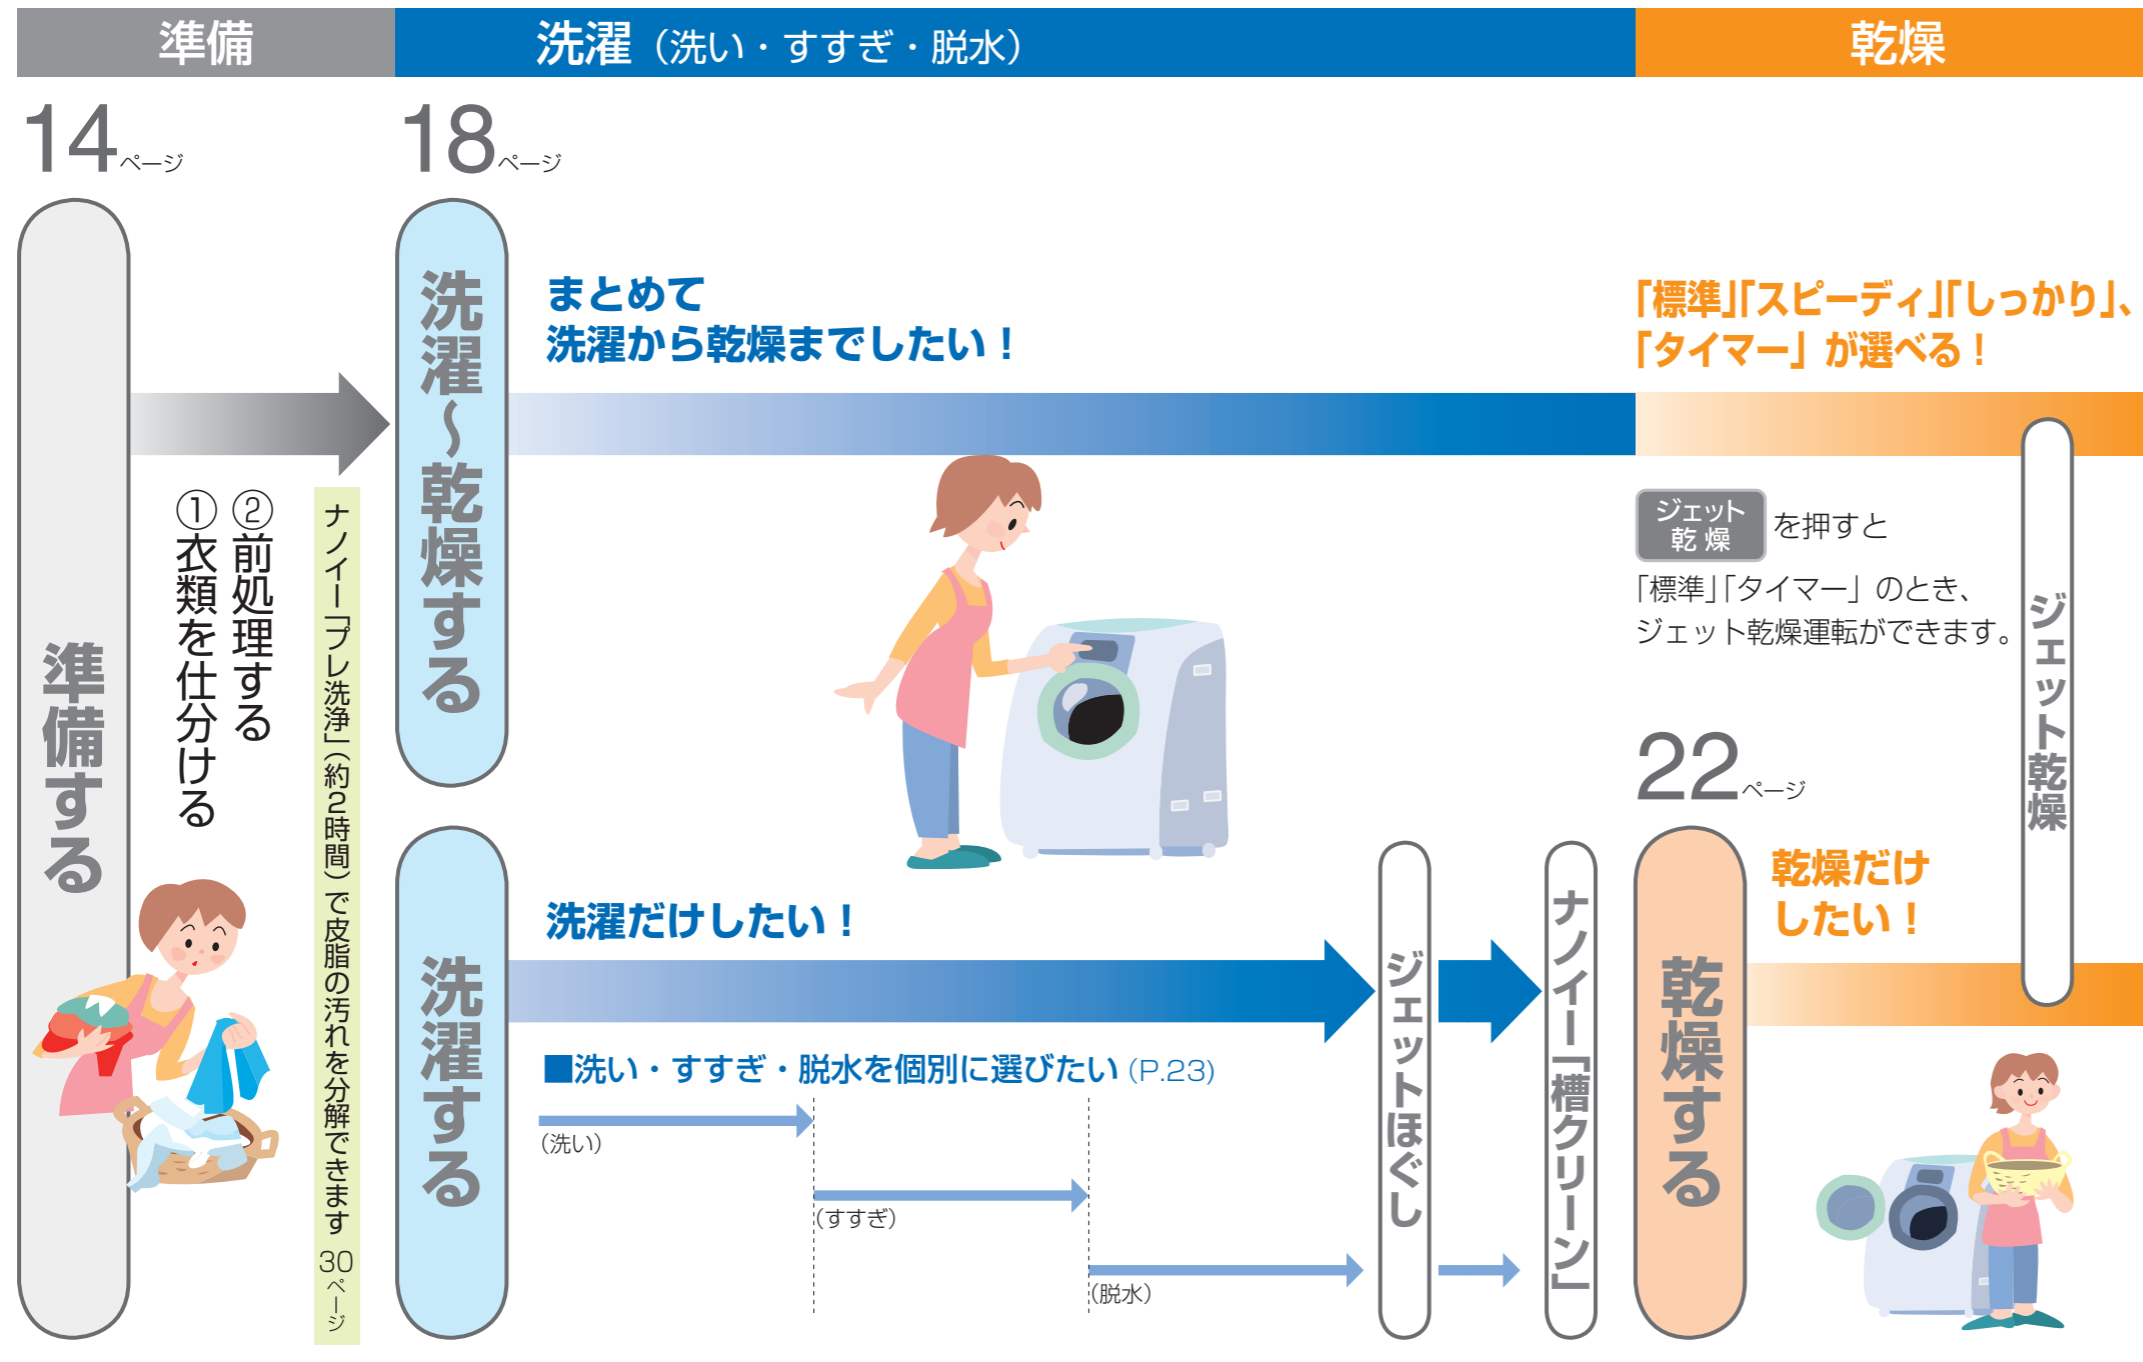 準備
洗濯（洗い・すすぎ・脱水）
乾燥
14ページ
準備する
①衣類を仕分ける
②前処理する
ナノイー「プレ洗浄」（約2時間）で皮脂の汚れを分解できます 30ページ
18ページ
洗濯～乾燥する
まとめて
洗濯から乾燥までしたい！
「標準」「スピーディ」「しっかり」、
「タイマー」が選べる！
ジェット
乾燥
を押すと
「標準」「タイマー」のとき、
ジェット乾燥運転ができます。
ジェット乾燥
洗濯する
洗濯だけしたい！
■洗い・すすぎ・脱水を個別に選びたい (P.23)
（洗い）
（すすぎ）
（脱水）
ジェットほぐし
ナノイー「槽クリーン」
22ページ
乾燥する
乾燥だけ
したい！